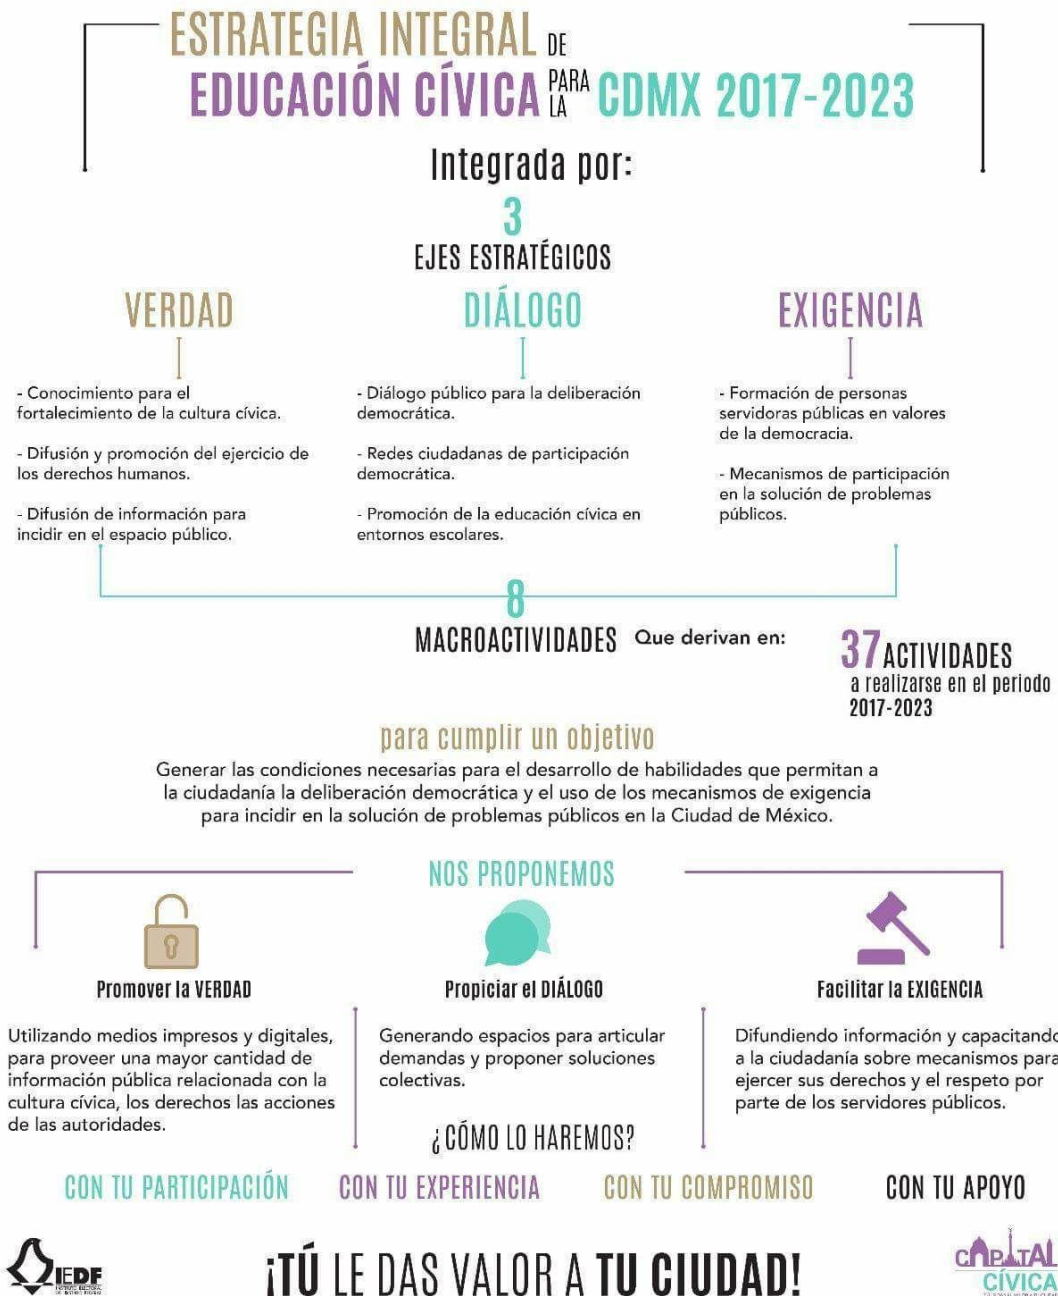 ESTRATEGIA INTEGRAL DE
EDUCACIÓN CÍVICA PARA LA CDMX 2017-2023
Integrada por:
3
EJES ESTRATÉGICOS
VERDAD
- Conocimiento para el
fortalecimiento de la cultura cívica.
- Difusión y promoción del ejercicio de
los derechos humanos.
- Difusión de información para
incidir en el espacio público.
DIÁLOGO
- Diálogo público para la deliberación
democrática.
- Redes ciudadanas de participación
democrática.
- Promoción de la educación cívica en
entornos escolares.
EXIGENCIA
- Formación de personas
servidoras públicas en valores
de la democracia.
- Mecanismos de participación
en la solución de problemas
públicos.
8
MACROACTIVIDADES Que derivan en:
37 ACTIVIDADES
a realizarse en el periodo
2017-2023
para cumplir un objetivo
Generar las condiciones necesarias para el desarrollo de habilidades que permitan a
la ciudadanía la deliberación democrática y el uso de los mecanismos de exigencia
para incidir en la solución de problemas públicos en la Ciudad de México.
NOS PROPONEMOS
Promover la VERDAD
Utilizando medios impresos y digitales,
para proveer una mayor cantidad de
información pública relacionada con la
cultura cívica, los derechos las acciones
de las autoridades.
Propiciar el DIÁLOGO
Generando espacios para articular
demandas y proponer soluciones
colectivas.
Facilitar la EXIGENCIA
Difundiendo información y capacitando
a la ciudadanía sobre mecanismos para
ejercer sus derechos y el respeto por
parte de los servidores públicos.
¿CÓMO LO HAREMOS?
CON TU PARTICIPACIÓN
CON TU EXPERIENCIA
CON TU COMPROMISO
CON TU APOYO
IEDF
¡TÚ LE DAS VALOR A TU CIUDAD!
CAPITAL
CÍVICA